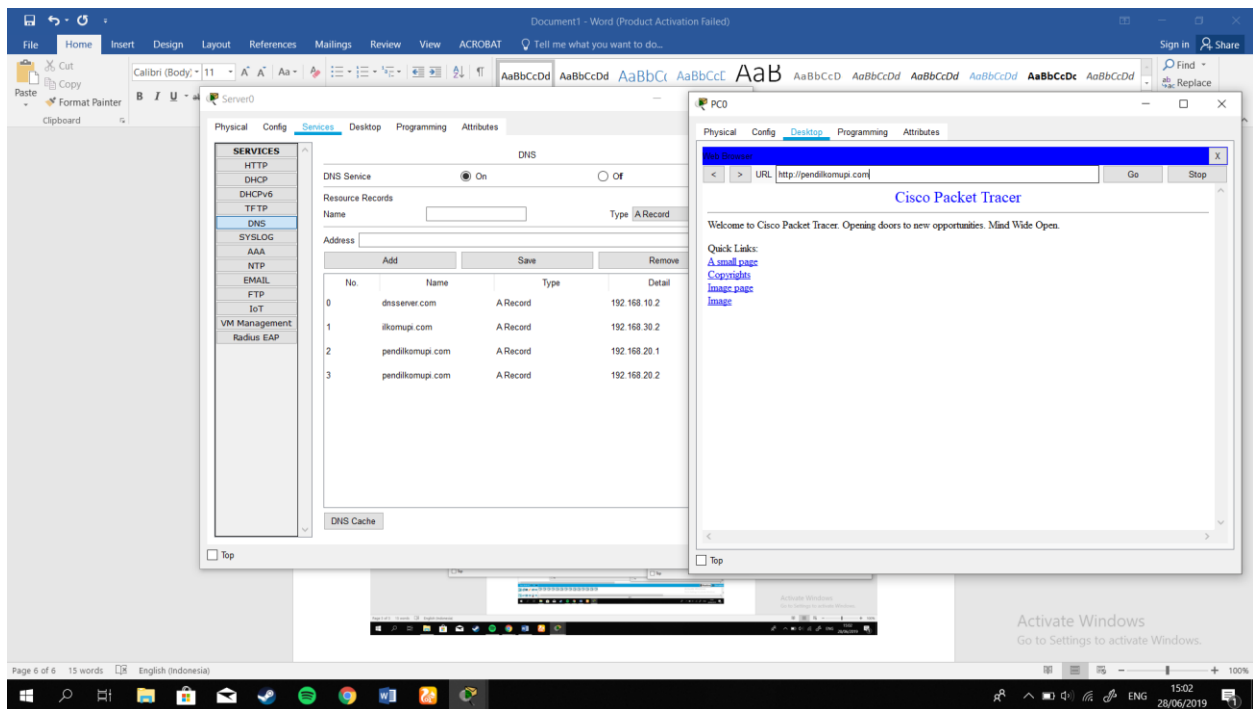 Document1 - Word (Product Activation Failed)
File Home Insert Design Layout References Mailings Review View ACROBAT Tell me what you want to do... Sign in Share
Cut
Copy
Format Painter
Paste
Clipboard
Calibri (Body) 11
B I U
AaBbCcDd AaBbCcDd AaBbCc AaBbCcC AaB AaBbCcD AaBbCcDd AaBbCcDd AaBbCcDd AaBbCcDc AaBbCcDd
Find
Replace
Server0
Physical Config Services Desktop Programming Attributes
SERVICES
HTTP
DHCP
DHCPv6
TFTP
DNS
SYSLOG
AAA
NTP
EMAIL
FTP
IoT
VM Management
Radius EAP
DNS
DNS Service On Of
Resource Records
Name Type A Record
Address
Add Save Remove
No. Name Type Detail
0 dnsserver.com A Record 192.168.10.2
1 ilkomupi.com A Record 192.168.30.2
2 pendilkomupi.com A Record 192.168.20.1
3 pendilkomupi.com A Record 192.168.20.2
DNS Cache
Top
PC0
Physical Config Desktop Programming Attributes
Web Browser X
< > URL http://pendilkomupi.com Go Stop
Cisco Packet Tracer
Welcome to Cisco Packet Tracer. Opening doors to new opportunities. Mind Wide Open.
Quick Links:
A small page
Copyrights
Image page
Image
Top
Activate Windows
Go to Settings to activate Windows.
Page 6 of 6 15 words English (Indonesia) 100%
ENG
15:02
28/06/2019